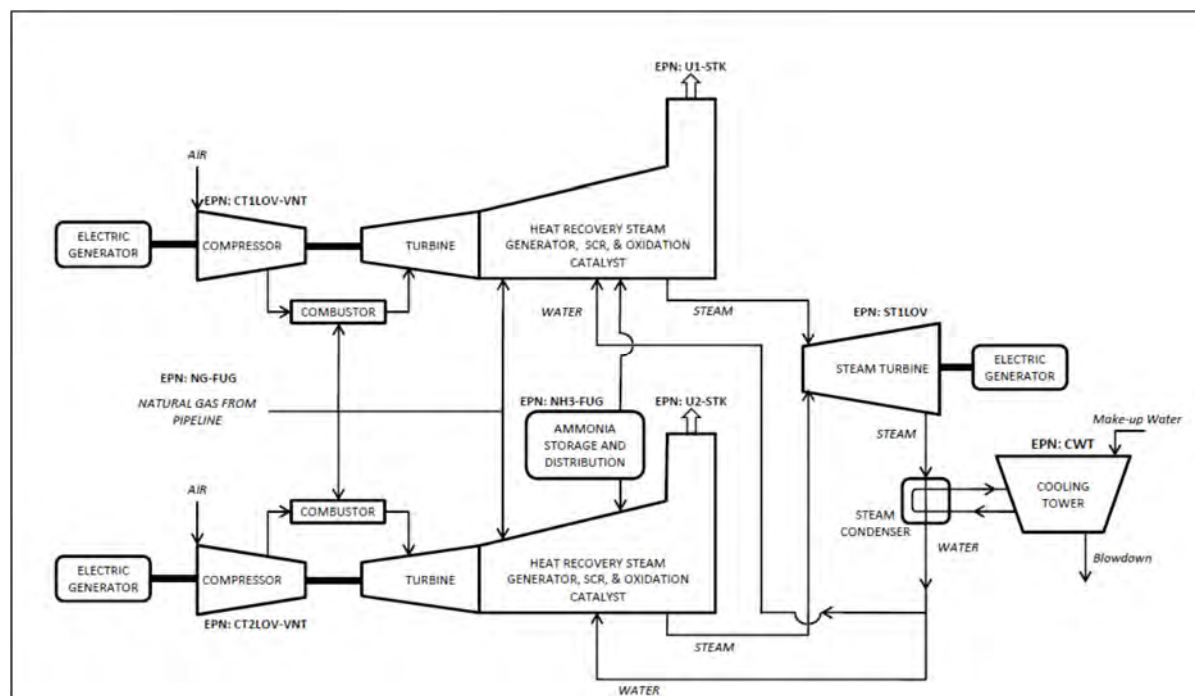 EPN: U1-STK
AIR
EPN: CT1LOV-VNT
ELECTRIC
GENERATOR
COMPRESSOR
TURBINE
HEAT RECOVERY STEAM
GENERATOR, SCR, & OXIDATION
CATALYST
COMBUSTOR
WATER
STEAM
EPN: ST1LOV
STEAM TURBINE
ELECTRIC
GENERATOR
EPN: NG-FUG
NATURAL GAS FROM
PIPELINE
EPN: NH3-FUG
AMMONIA
STORAGE AND
DISTRIBUTION
EPN: U2-STK
STEAM
Make-up Water
EPN: CWT
COOLING
TOWER
STEAM
CONDENSER
WATER
Blowdown
AIR
COMBUSTOR
ELECTRIC
GENERATOR
COMPRESSOR
TURBINE
HEAT RECOVERY STEAM
GENERATOR, SCR, & OXIDATION
CATALYST
EPN: CT2LOV-VNT
STEAM
WATER